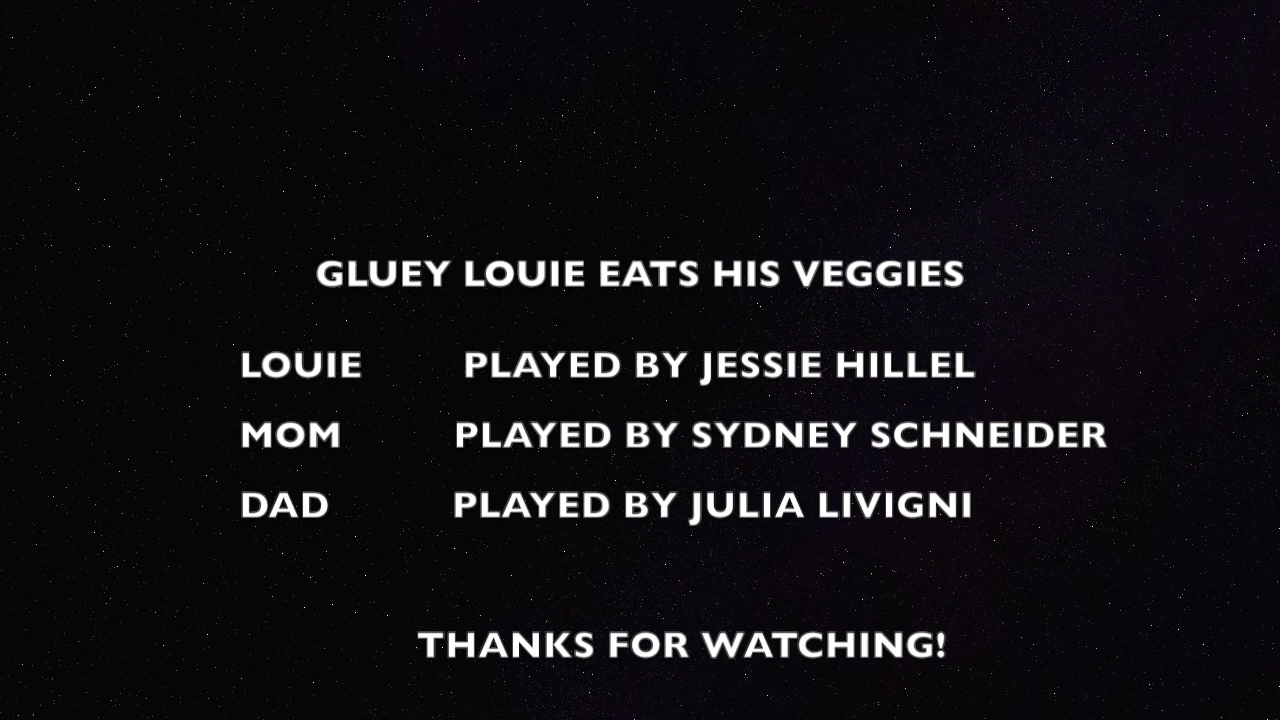 GLUEY LOUIE EATS HIS VEGGIES
LOUIE PLAYED BY JESSIE HILLEL
MOM PLAYED BY SYDNEY SCHNEIDER
DAD PLAYED BY JULIA LIVIGNI
THANKS FOR WATCHING!